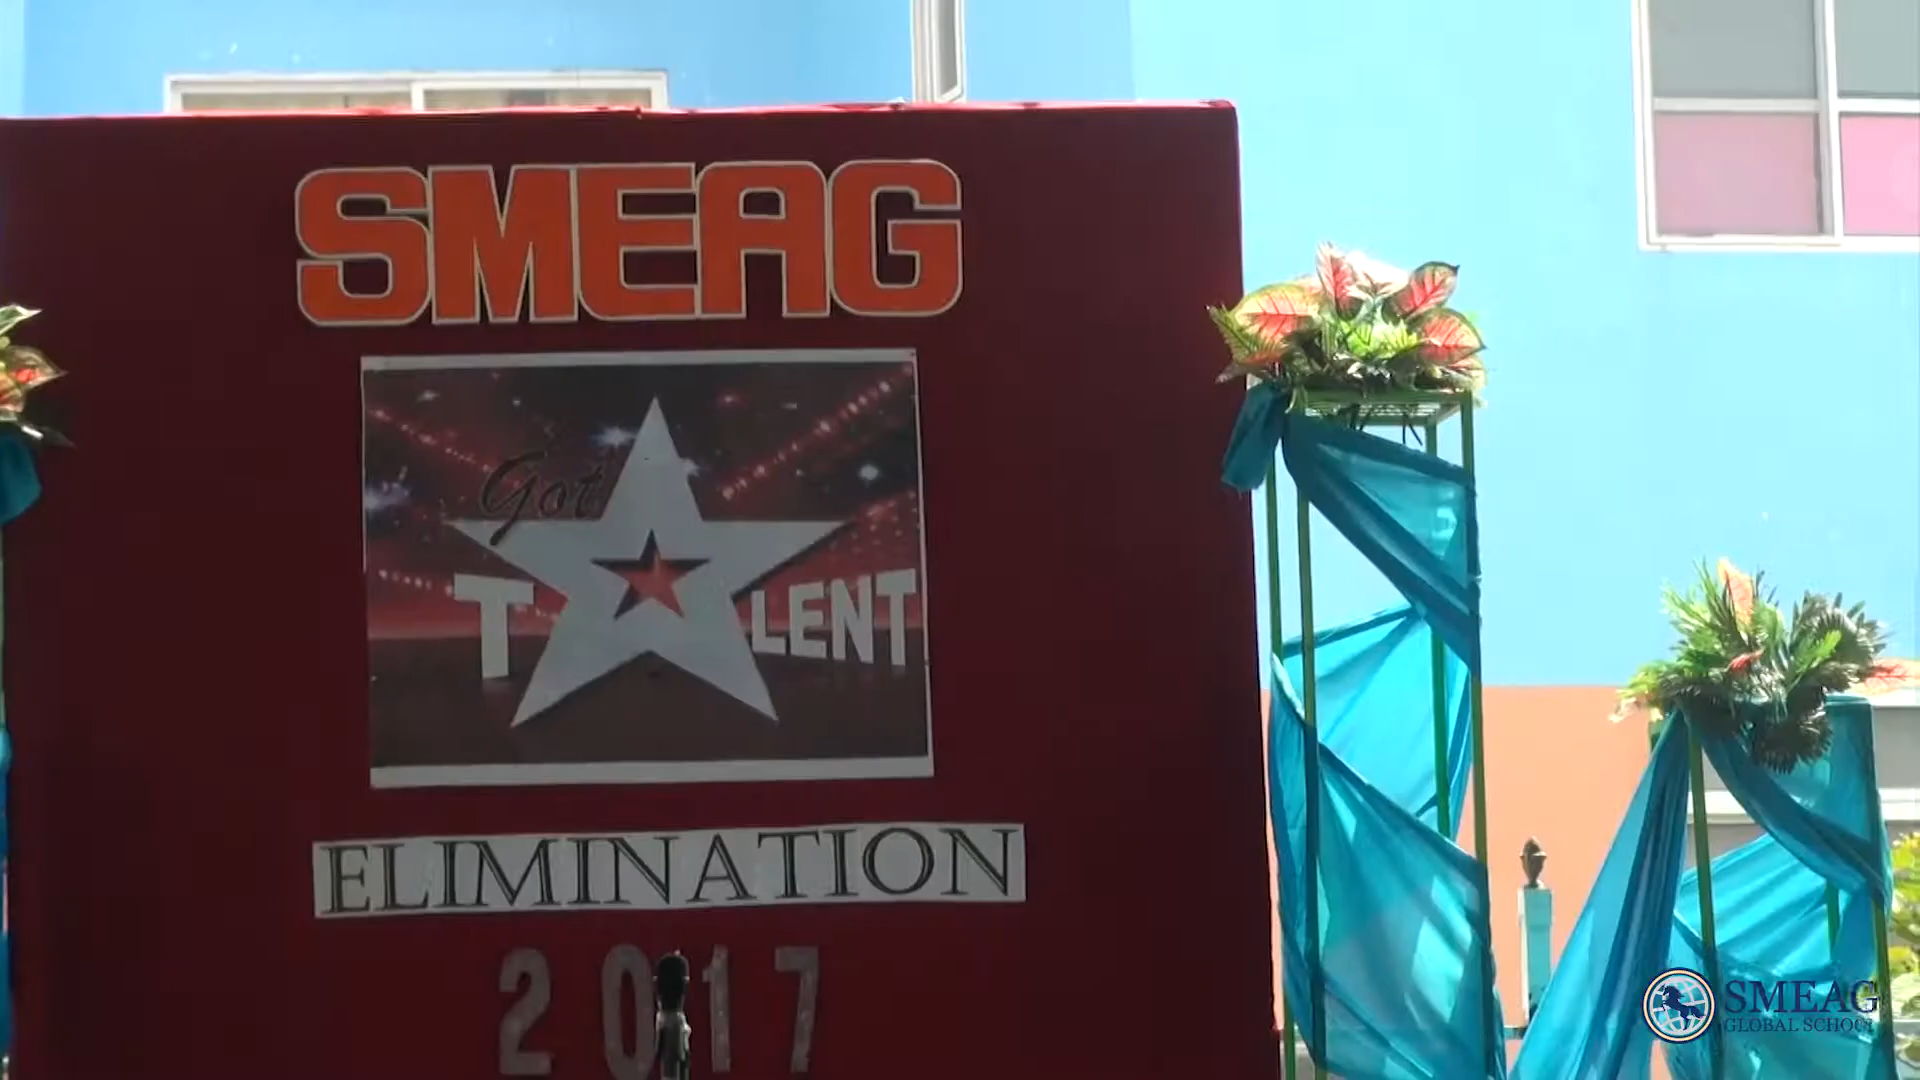 SMEAG
Got
TALENT
ELIMINATION
2017
SMEAG
GLOBAL SCHOOL